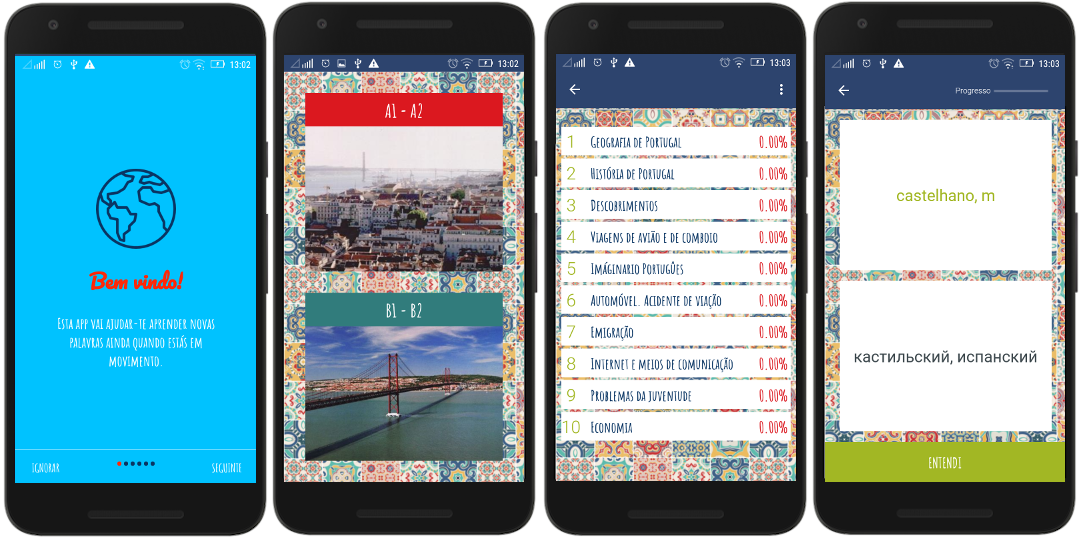 13:02
Bem vindo!
Esta app vai ajudar-te aprender novas
palavras ainda quando estás em
movimento.
Ignorar
Seguinte
13:02
A1 - A2
B1 - B2
13:03
1 Geografia de Portugal 0.00%
2 História de Portugal 0.00%
3 Descobrimentos 0.00%
4 Viagens de avião e de comboio 0.00%
5 Imáginario Portugûes 0.00%
6 Automóvel. Acidente de viação 0.00%
7 Emigração 0.00%
8 Internet e meios de comunicação 0.00%
9 Problemas da juventude 0.00%
10 Economia 0.00%
13:03
Progresso
castelhano, m
кастильский, испанский
Entendi